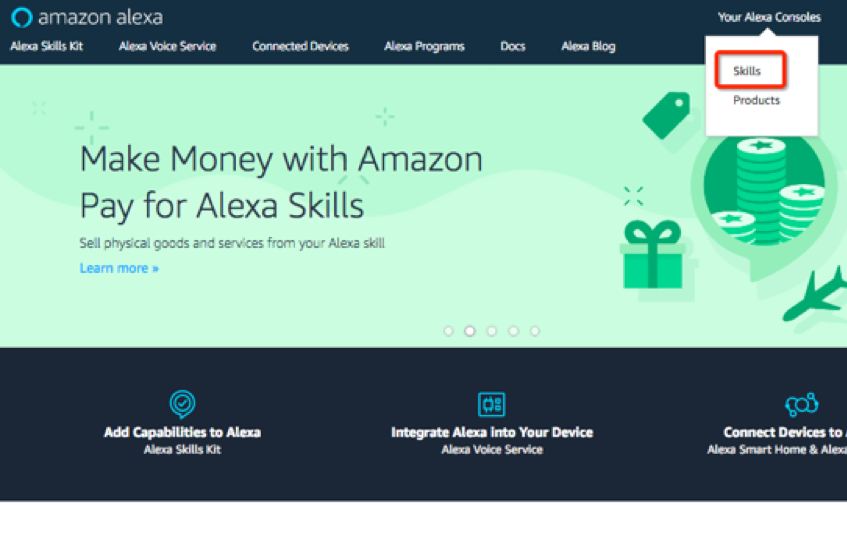 amazon alexa
Your Alexa Consoles
Alexa Skills Kit
Alexa Voice Service
Connected Devices
Alexa Programs
Docs
Alexa Blog
Skills
Products
Make Money with Amazon
Pay for Alexa Skills
Sell physical goods and services from your Alexa skill
Learn more »
Add Capabilities to Alexa
Alexa Skills Kit
Integrate Alexa into Your Device
Alexa Voice Service
Connect Devices to
Alexa Smart Home & Alexa